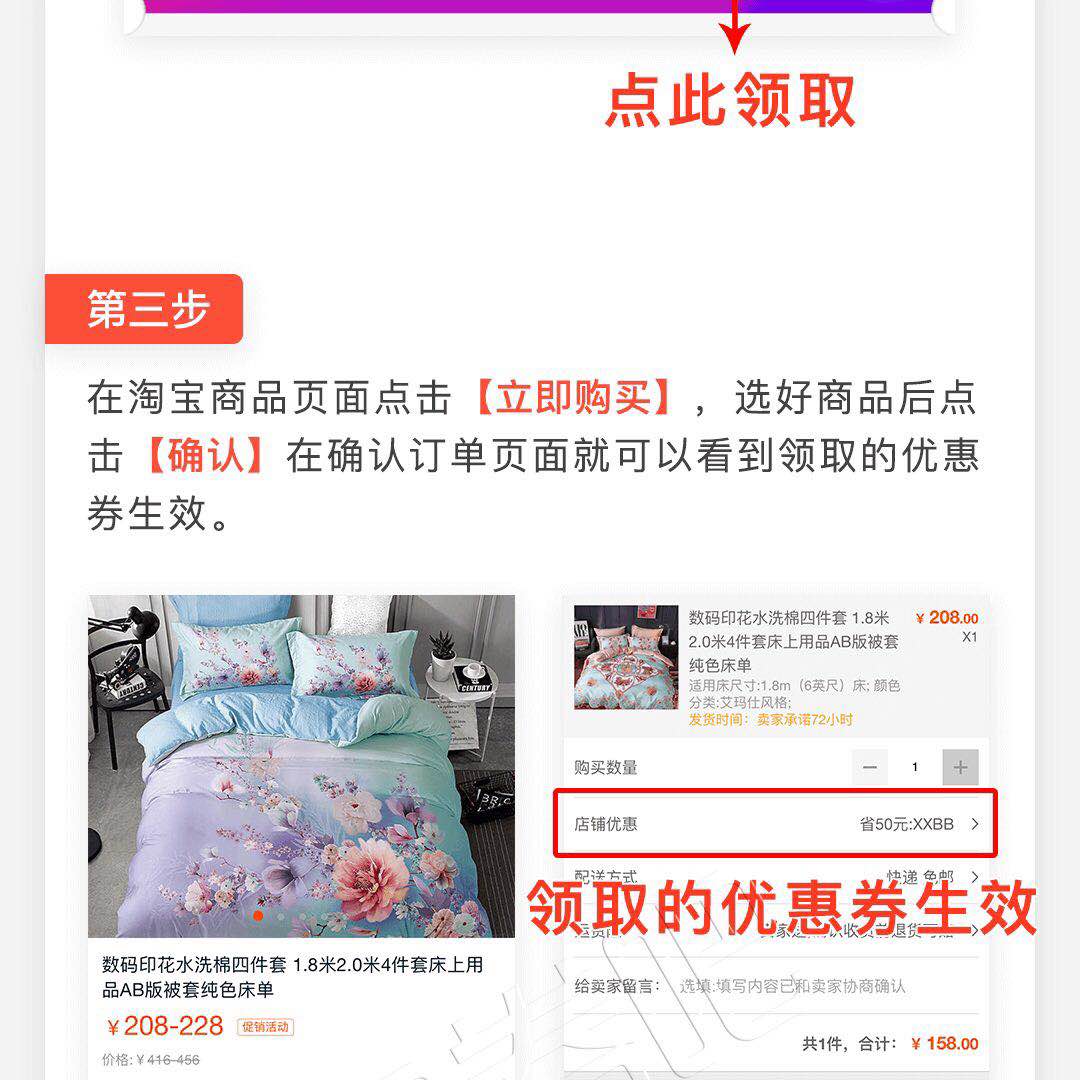 点此领取
第三步
在淘宝商品页面点击【立即购买】，选好商品后点
击【确认】在确认订单页面就可以看到领取的优惠
券生效。
CENTURY
数码印花水洗棉四件套 1.8米2.0米4件套床上用
品AB版被套纯色床单
￥208-228 促销活动
价格:￥416-456
数码印花水洗棉四件套 1.8米 ￥208.00
2.0米4件套床上用品AB版被套 X1
纯色床单
适用床尺寸:1.8m（6英尺）床; 颜色
分类:艾玛仕风格;
发货时间：卖家承诺72小时
购买数量 1
店铺优惠 省50元:XXBB
配送方式 快递 免邮
领取的优惠券生效
给卖家留言： 选填:填写内容已和卖家协商确认
共1件，合计：￥158.00